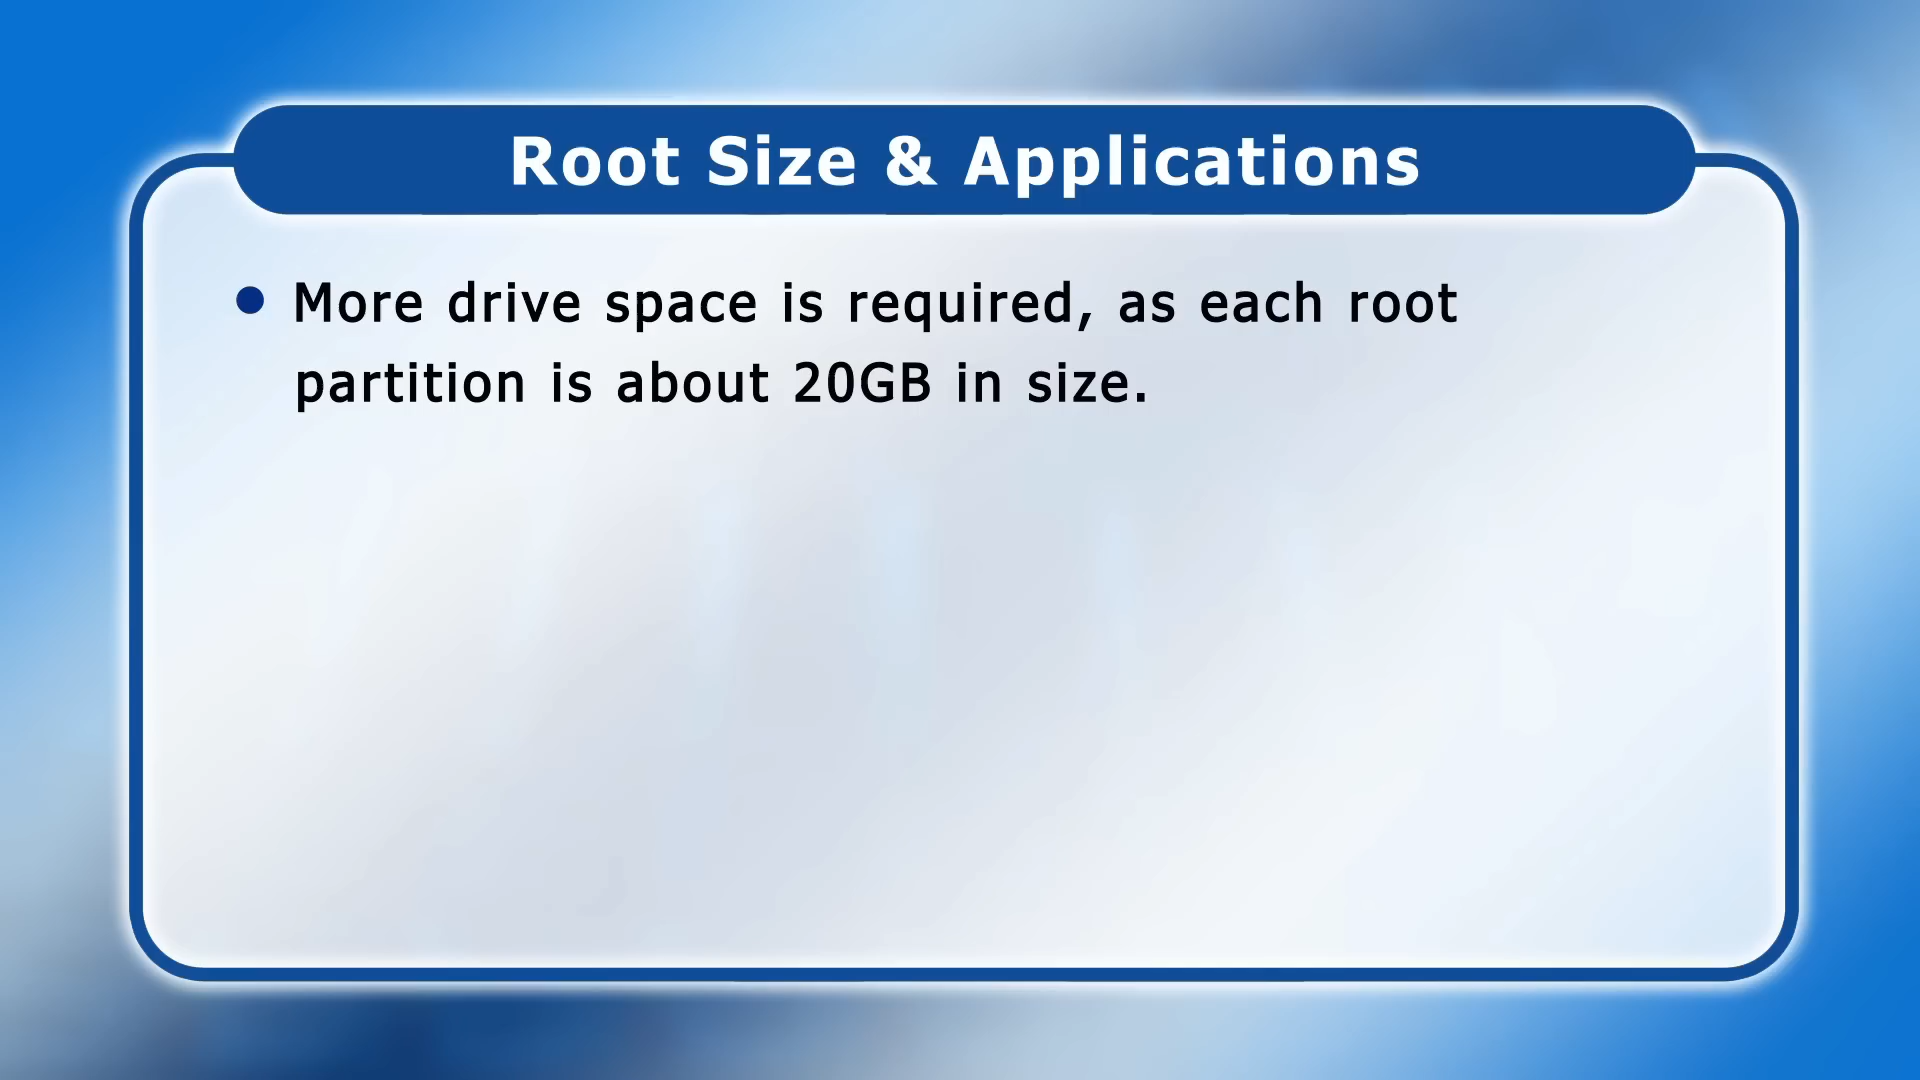 Root Size & Applications
• More drive space is required, as each root
partition is about 20GB in size.